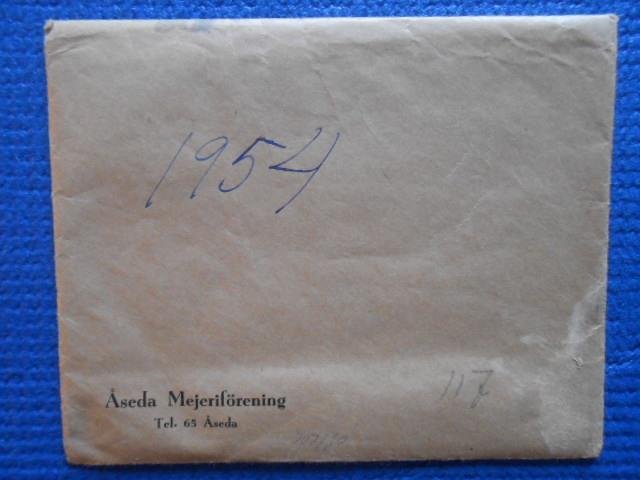 1954
Åseda Mejeriförening
Tel. 65 Åseda
117